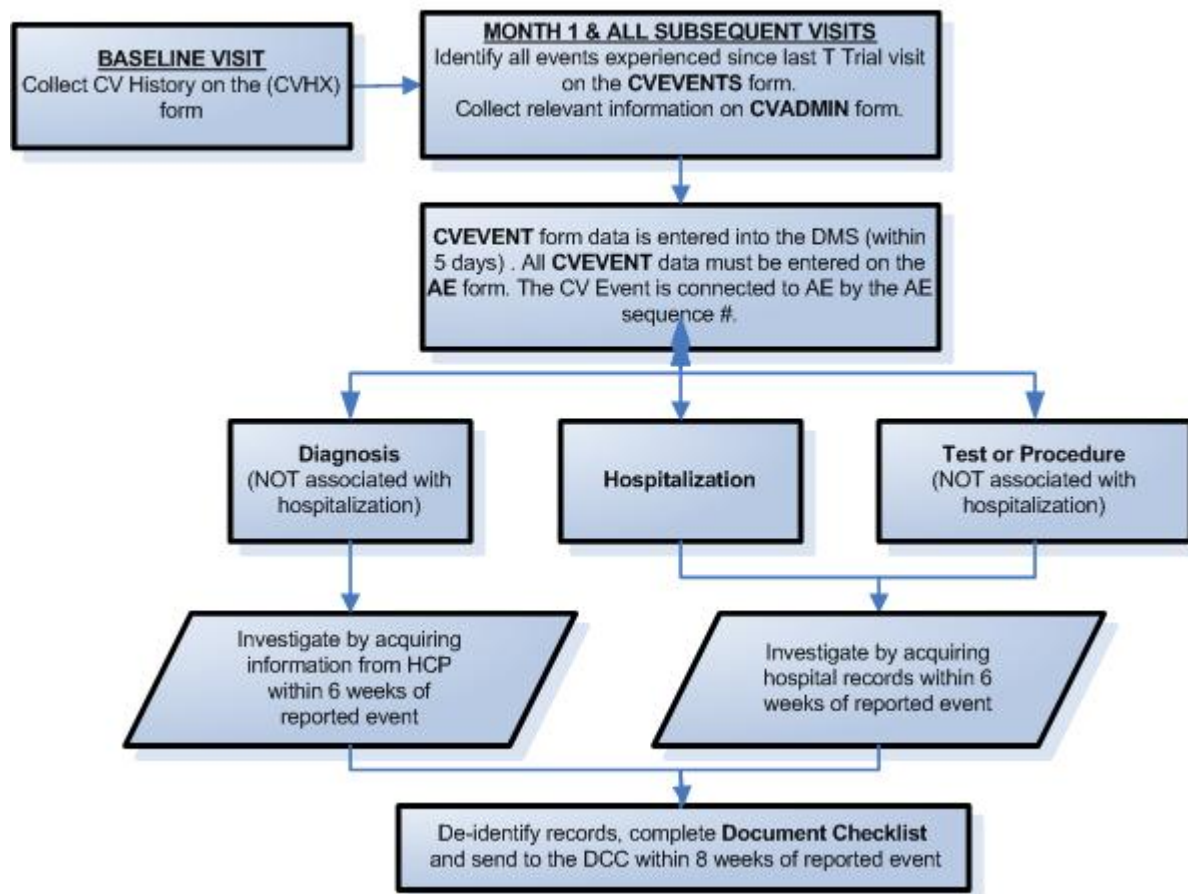 BASELINE VISIT
Collect CV History on the (CVHX)
form
MONTH 1 & ALL SUBSEQUENT VISITS
Identify all events experienced since last T Trial visit
on the CVEVENTS form.
Collect relevant information on CVADMIN form.
CVEVENT form data is entered into the DMS (within
5 days) . All CVEVENT data must be entered on the
AE form. The CV Event is connected to AE by the AE
sequence #.
Diagnosis
(NOT associated with
hospitalization)
Hospitalization
Test or Procedure
(NOT associated with
hospitalization)
Investigate by acquiring
information from HCP
within 6 weeks of
reported event
Investigate by acquiring
hospital records within 6
weeks of reported event
De-identify records, complete Document Checklist
and send to the DCC within 8 weeks of reported event